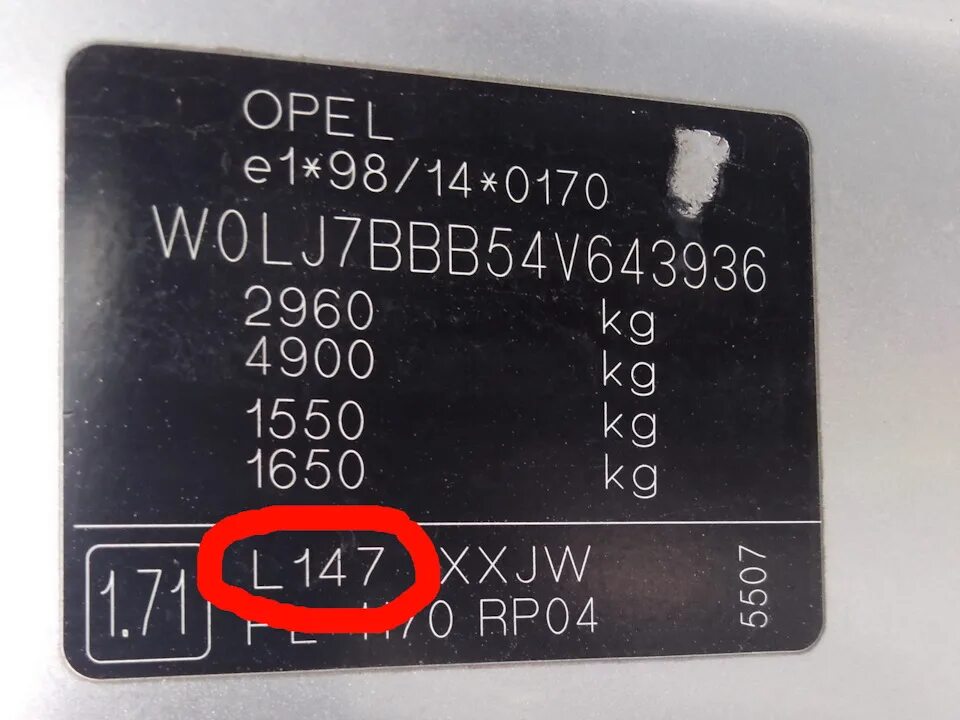 OPEL
e1*98/14*0170
W0LJ7BBB54V643936
2960 kg
4900 kg
1550 kg
1650 kg
1.71
L147 XXJW
RP04
5507